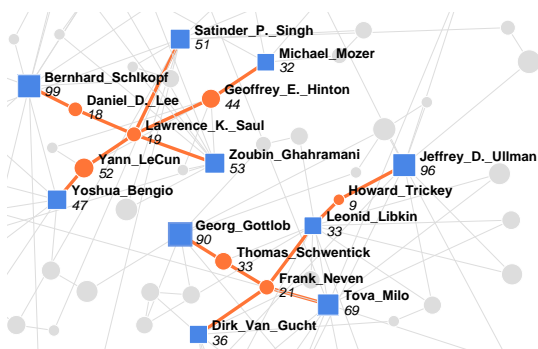 Satinder_P._Singh
51
Michael_Mozer
32
Bernhard_Schlkopf
99
Geoffrey_E._Hinton
44
Daniel_D._Lee
18
Lawrence_K._Saul
19
Yann_LeCun
52
Zoubin_Ghahramani
53
Jeffrey_D._Ullman
96
Yoshua_Bengio
47
Howard_Trickey
9
Leonid_Libkin
33
Georg_Gottlob
90
Thomas_Schwentick
33
Frank_Neven
21
Tova_Milo
69
Dirk_Van_Gucht
36